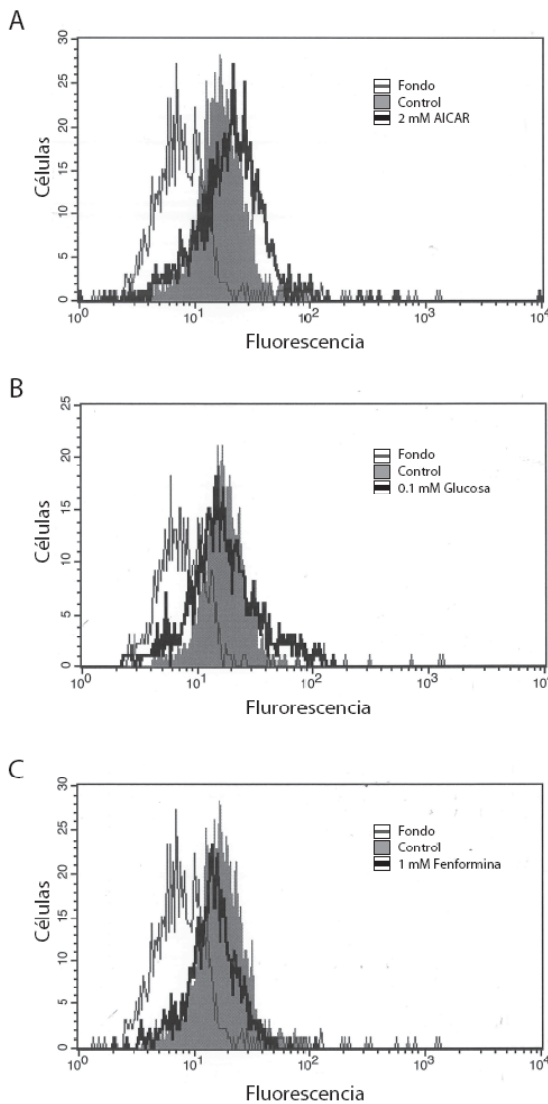 A
30
25
20
15
10
5
0
Células
Fondo
Control
2 mM AICAR
10⁰
10¹
10²
10³
10⁴
Fluorescencia
B
25
20
15
10
5
0
Células
Fondo
Control
0.1 mM Glucosa
10⁰
10¹
10²
10³
Flurorescencia
C
30
25
20
15
10
5
0
Células
Fondo
Control
1 mM Fenformina
10⁰
10¹
10²
10³
10⁴
Fluorescencia